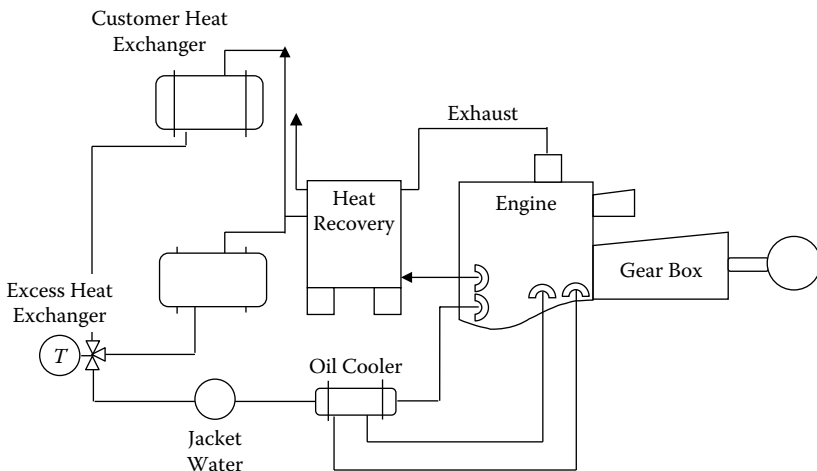 Customer Heat
Exchanger
Exhaust
Heat
Recovery
Engine
Gear Box
Excess Heat
Exchanger
T
Oil Cooler
Jacket
Water